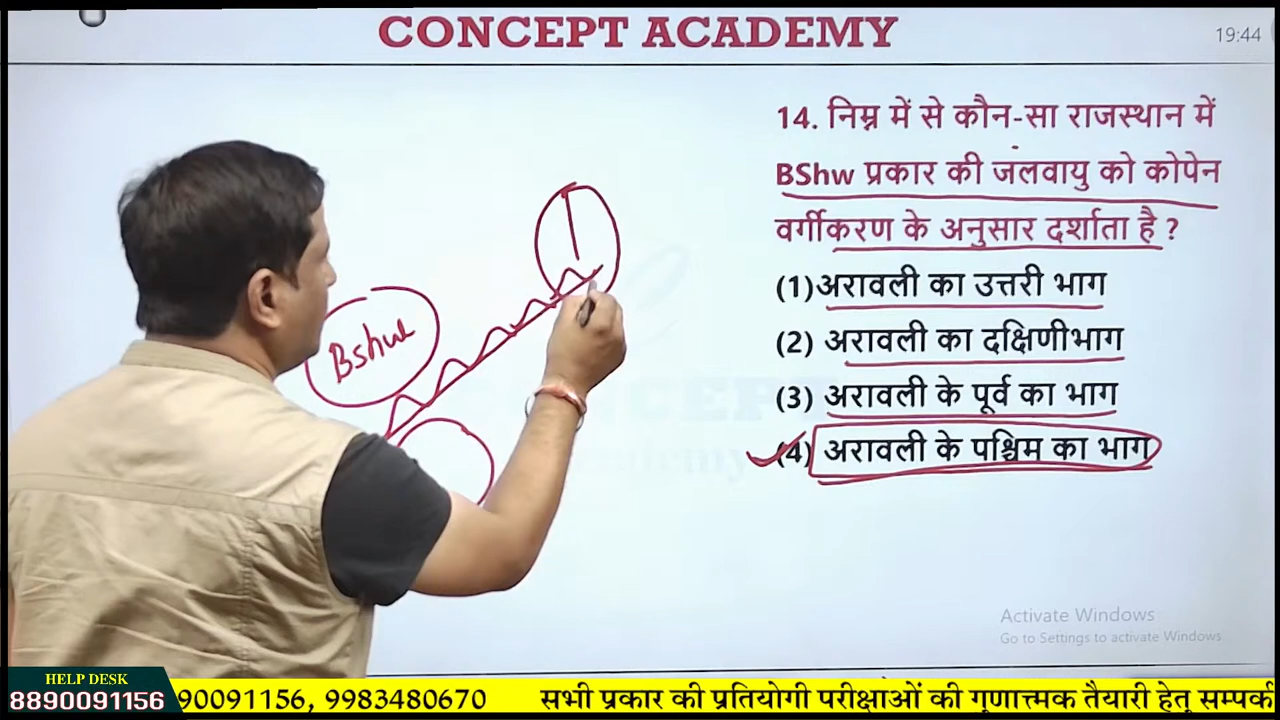 CONCEPT ACADEMY
19:44
14. निम्न में से कौन-सा राजस्थान में
BShw प्रकार की जलवायु को कोपेन
वर्गीकरण के अनुसार दर्शाता है ?
(1)अरावली का उत्तरी भाग
(2) अरावली का दक्षिणीभाग
(3) अरावली के पूर्व का भाग
(4) अरावली के पश्चिम का भाग
Bshw
Activate Windows
Go to Settings to activate Windows
HELP DESK
8890091156
90091156, 9983480670 सभी प्रकार की प्रतियोगी परीक्षाओं की गुणात्मक तैयारी हेतु सम्पर्क